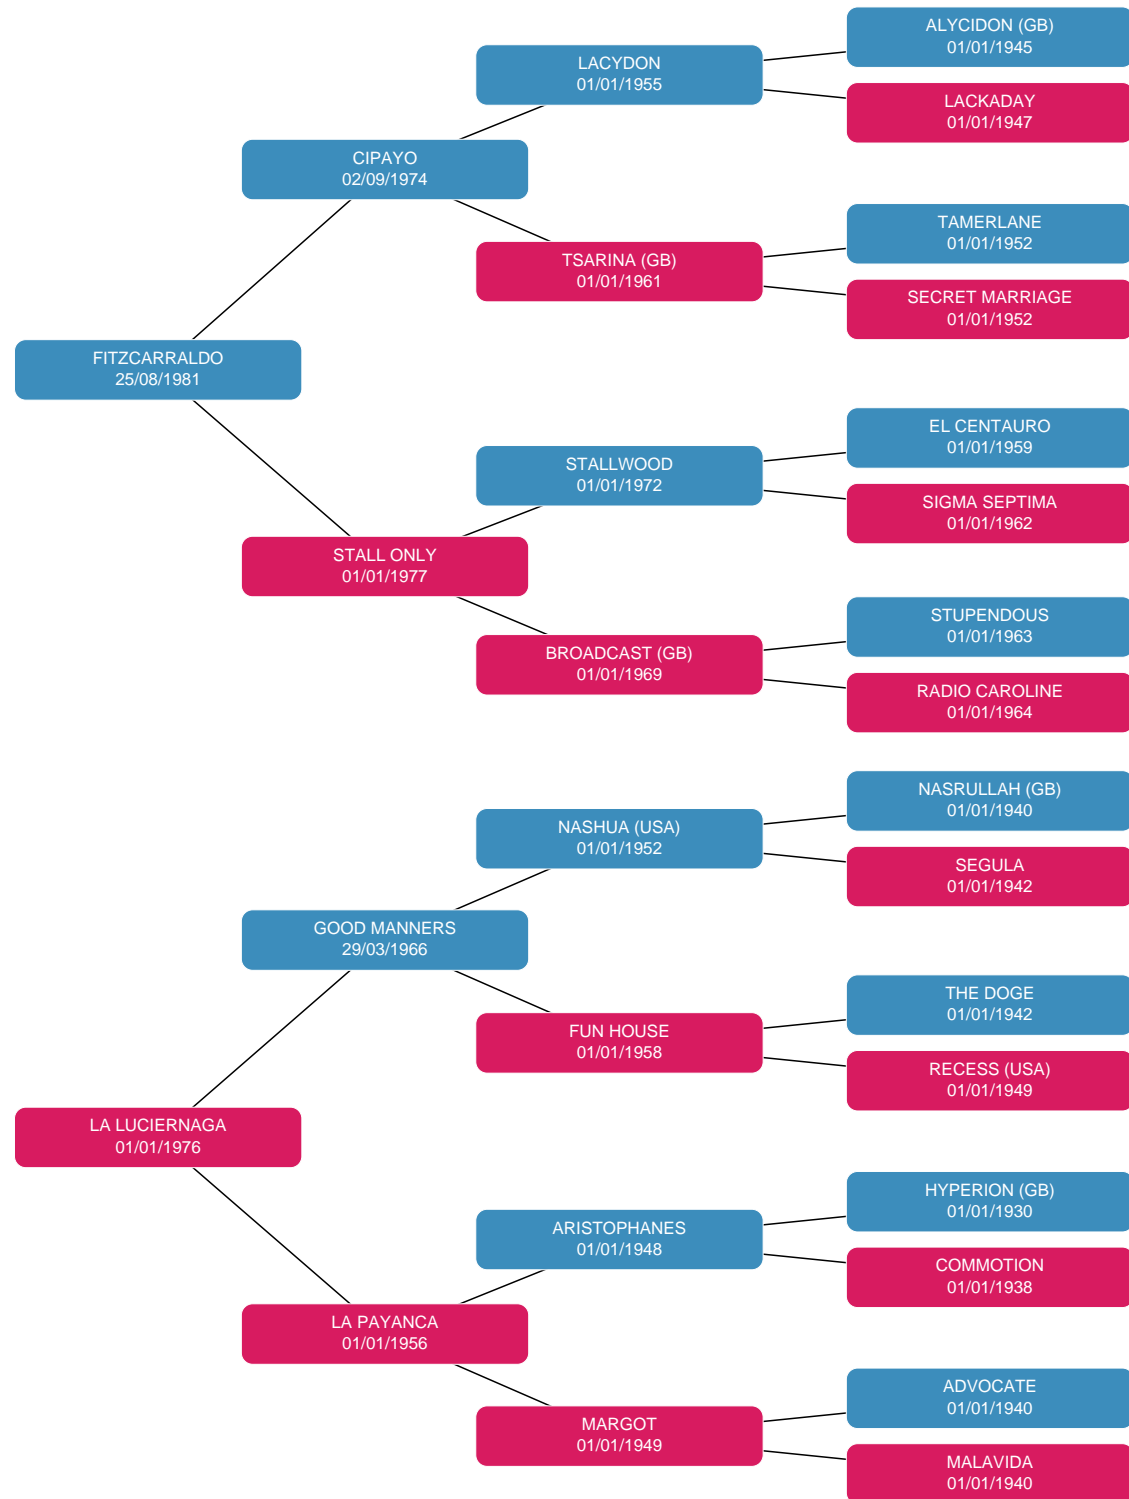 ALYCIDON (GB)
01/01/1945
LACYDON
01/01/1955
LACKADAY
01/01/1947
CIPAYO
02/09/1974
TAMERLANE
01/01/1952
TSARINA (GB)
01/01/1961
SECRET MARRIAGE
01/01/1952
FITZCARRALDO
25/08/1981
EL CENTAURO
01/01/1959
STALLWOOD
01/01/1972
SIGMA SEPTIMA
01/01/1962
STALL ONLY
01/01/1977
STUPENDOUS
01/01/1963
BROADCAST (GB)
01/01/1969
RADIO CAROLINE
01/01/1964
NASRULLAH (GB)
01/01/1940
NASHUA (USA)
01/01/1952
SEGULA
01/01/1942
GOOD MANNERS
29/03/1966
THE DOGE
01/01/1942
FUN HOUSE
01/01/1958
RECESS (USA)
01/01/1949
LA LUCIERNAGA
01/01/1976
HYPERION (GB)
01/01/1930
ARISTOPHANES
01/01/1948
COMMOTION
01/01/1938
LA PAYANCA
01/01/1956
ADVOCATE
01/01/1940
MARGOT
01/01/1949
MALAVIDA
01/01/1940